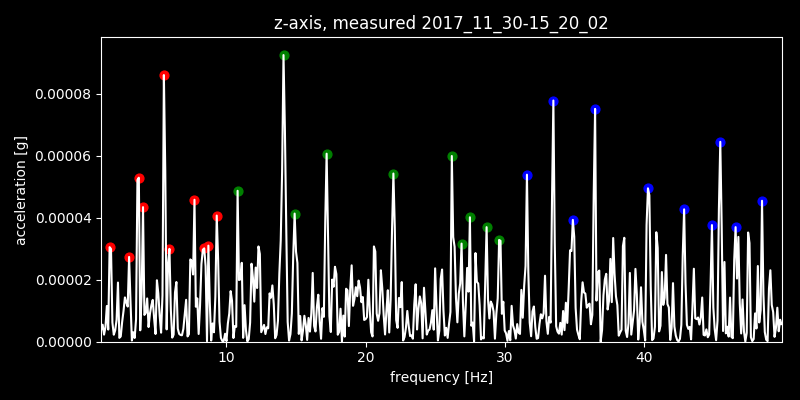 z-axis, measured 2017_11_30-15_20_02
acceleration [g]
0.00008
0.00006
0.00004
0.00002
0.00000
10 20 30 40
frequency [Hz]